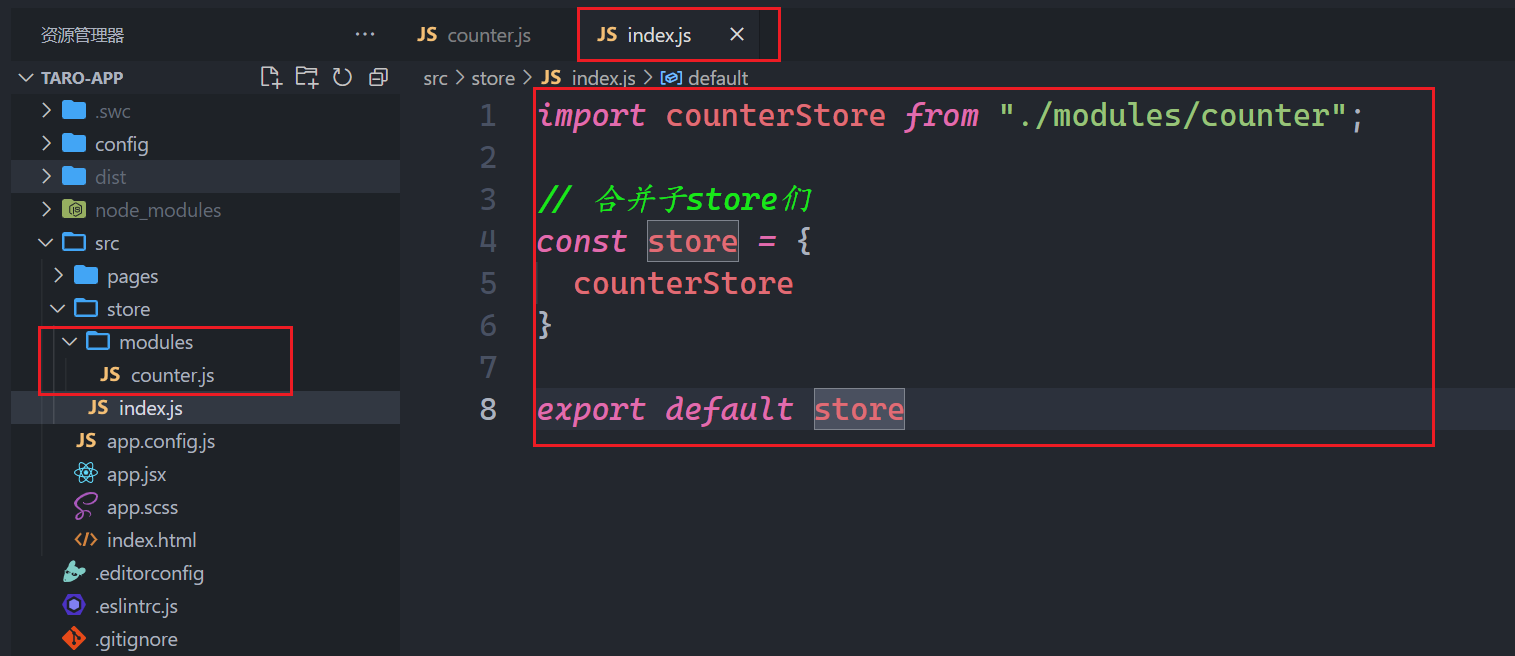 资源管理器
TARO-APP
.swc
config
dist
node_modules
src
pages
store
modules
JS counter.js
JS index.js
JS app.config.js
app.jsx
app.scss
index.html
.editorconfig
.eslintrc.js
.gitignore
JS counter.js
JS index.js
src > store > JS index.js > default
1 import counterStore from "./modules/counter";
2
3 // 合并子store们
4 const store = {
5 counterStore
6 }
7
8 export default store